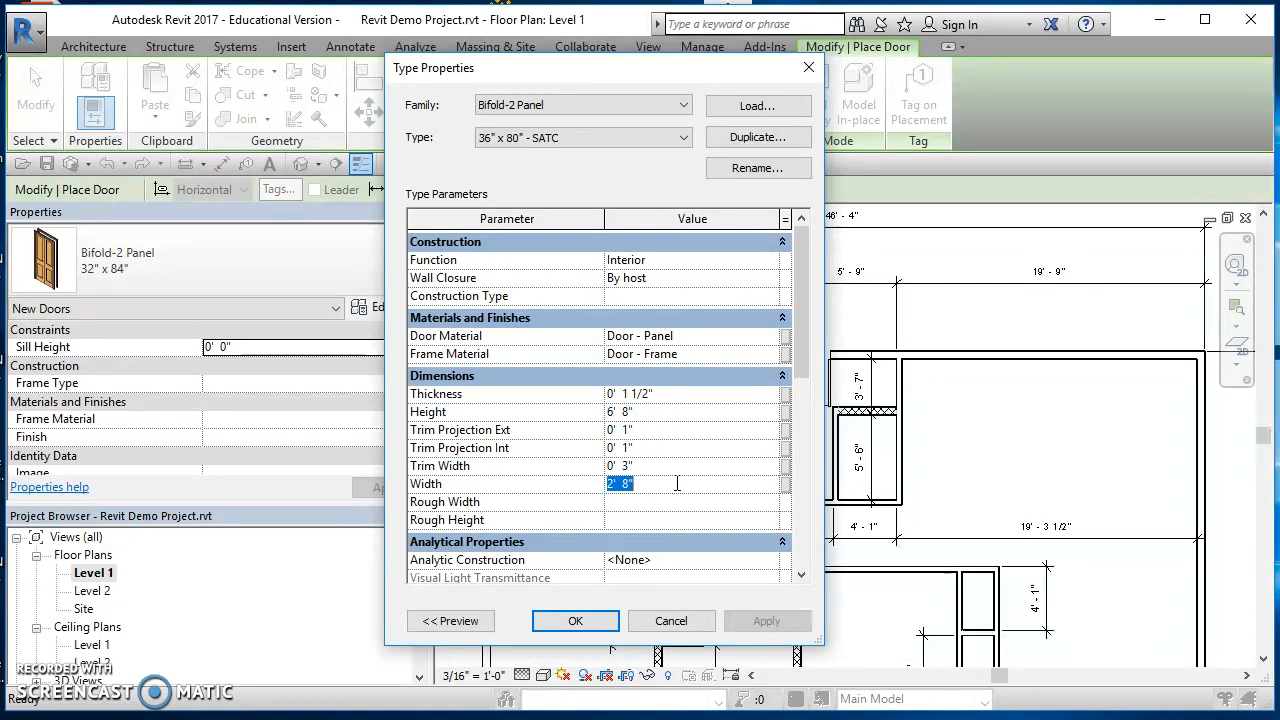 Autodesk Revit 2017 - Educational Version - Revit Demo Project.rvt - Floor Plan: Level 1
Type a keyword or phrase
Sign In
Architecture Structure Systems Insert Annotate Analyze Massing & Site Collaborate View Manage Add-Ins Modify | Place Door
Modify
Paste
Cope
Cut
Join
Model In-Place
Tag on Placement
Select Properties Clipboard Geometry Mode Tag
Modify | Place Door
Horizontal
Tags...
Leader
Properties
Bifold-2 Panel
32" x 84"
New Doors
Constraints
Sill Height 0' 0"
Construction
Frame Type
Materials and Finishes
Frame Material
Finish
Identity Data
Image
Properties help
Project Browser - Revit Demo Project.rvt
Views (all)
Floor Plans
Level 1
Level 2
Site
Ceiling Plans
Level 1
RECORDED WITH
SCREENCAST MATIC
Ready
Type Properties
Family: Bifold-2 Panel Load...
Type: 36" x 80" - SATC Duplicate...
Rename...
Type Parameters
Parameter Value =
Construction
Function Interior
Wall Closure By host
Construction Type
Materials and Finishes
Door Material Door - Panel
Frame Material Door - Frame
Dimensions
Thickness 0' 1 1/2"
Height 6' 8"
Trim Projection Ext 0' 1"
Trim Projection Int 0' 1"
Trim Width 0' 3"
Width 2' 8"
Rough Width
Rough Height
Analytical Properties
Analytic Construction <None>
Visual Light Transmittance
<< Preview OK Cancel Apply
46' - 4"
5' - 9"
19' - 9"
3' - 7"
5' - 6"
4' - 1"
19' - 3 1/2"
4' - 1"
2D
3/16" = 1'-0"
:0
Main Model